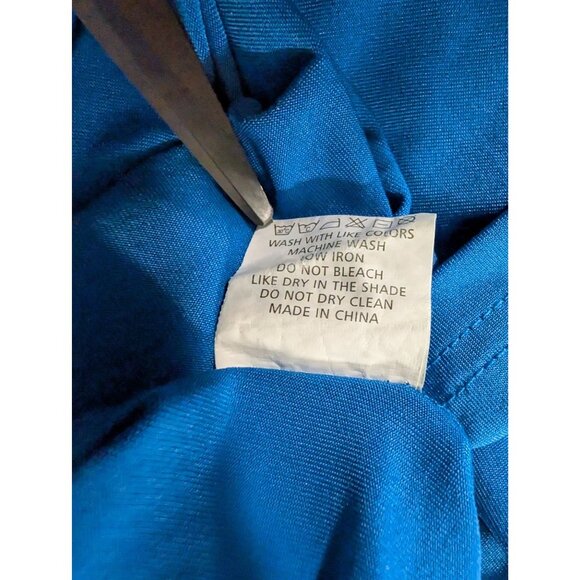 WASH WITH LIKE COLORS
MACHINE WASH
IOW IRON
DO NOT BLEACH
LIKE DRY IN THE SHADE
DO NOT DRY CLEAN
MADE IN CHINA